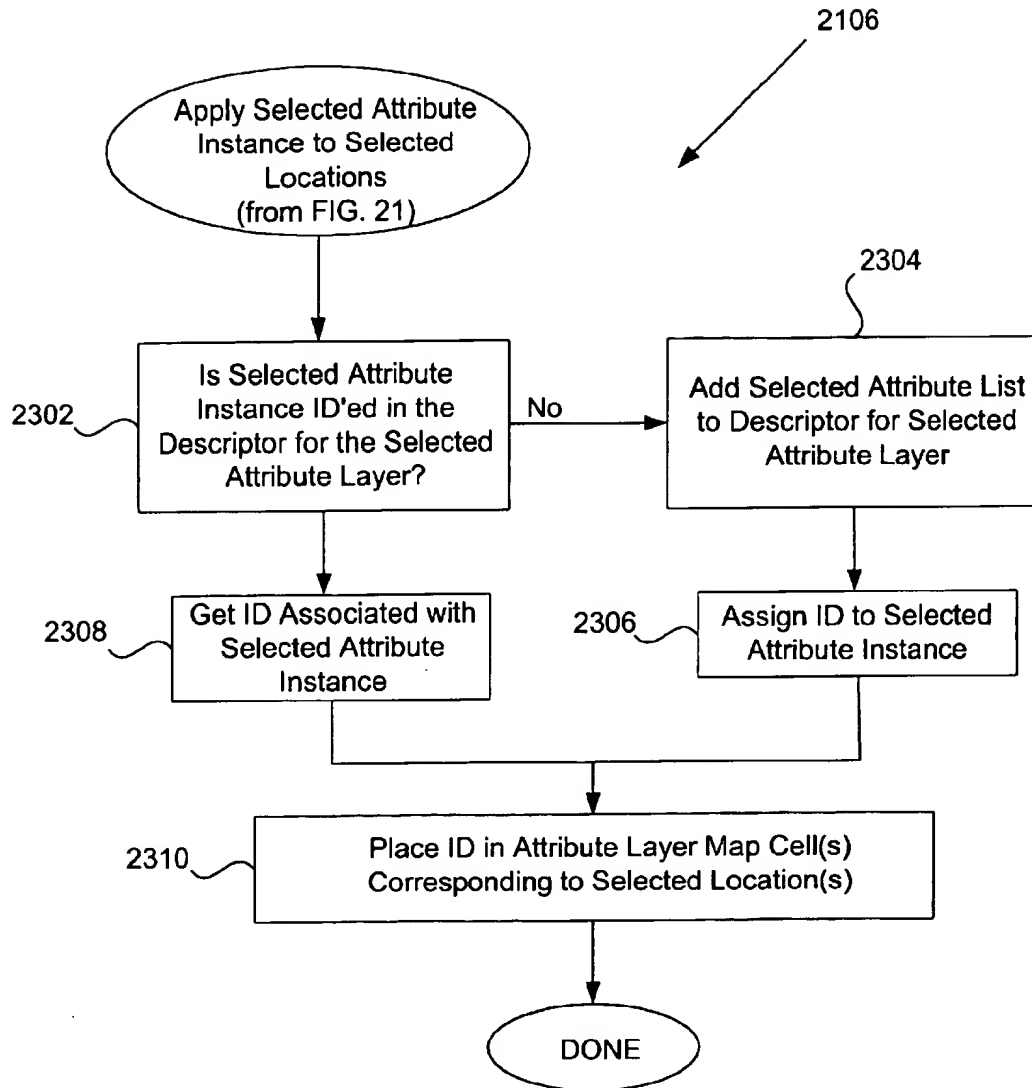 2106
Apply Selected Attribute
Instance to Selected
Locations
(from FIG. 21)
2304
2302
Is Selected Attribute
Instance ID'ed in the
Descriptor for the Selected
Attribute Layer?
No
Add Selected Attribute List
to Descriptor for Selected
Attribute Layer
2308
Get ID Associated with
Selected Attribute
Instance
2306
Assign ID to Selected
Attribute Instance
2310
Place ID in Attribute Layer Map Cell(s)
Corresponding to Selected Location(s)
DONE